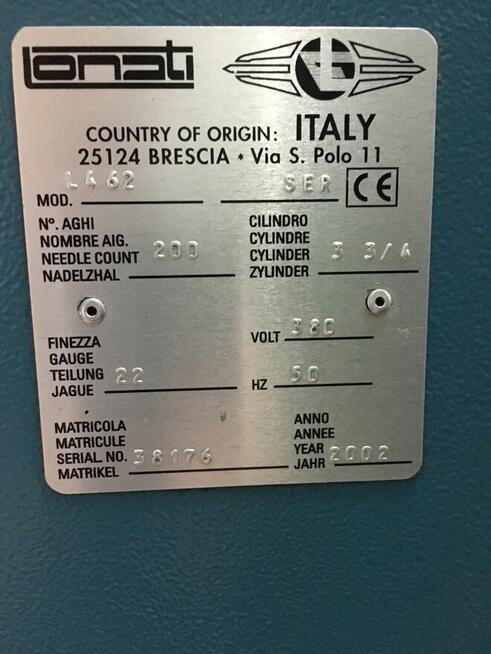 Lonati
COUNTRY OF ORIGIN: ITALY
25124 BRESCIA • Via S. Polo 11
MOD. L462 SER CE
N°. AGHI
NOMBRE AIG.
NEEDLE COUNT 200
NADELZHAL
CILINDRO
CYLINDRE
CYLINDER 3 3/4
ZYLINDER
FINEZZA
GAUGE
TEILUNG 22
JAGUE
VOLT 380
HZ 50
MATRICOLA
MATRICULE
SERIAL NO. 38176
MATRIKEL
ANNO
ANNEE
YEAR 2002
JAHR